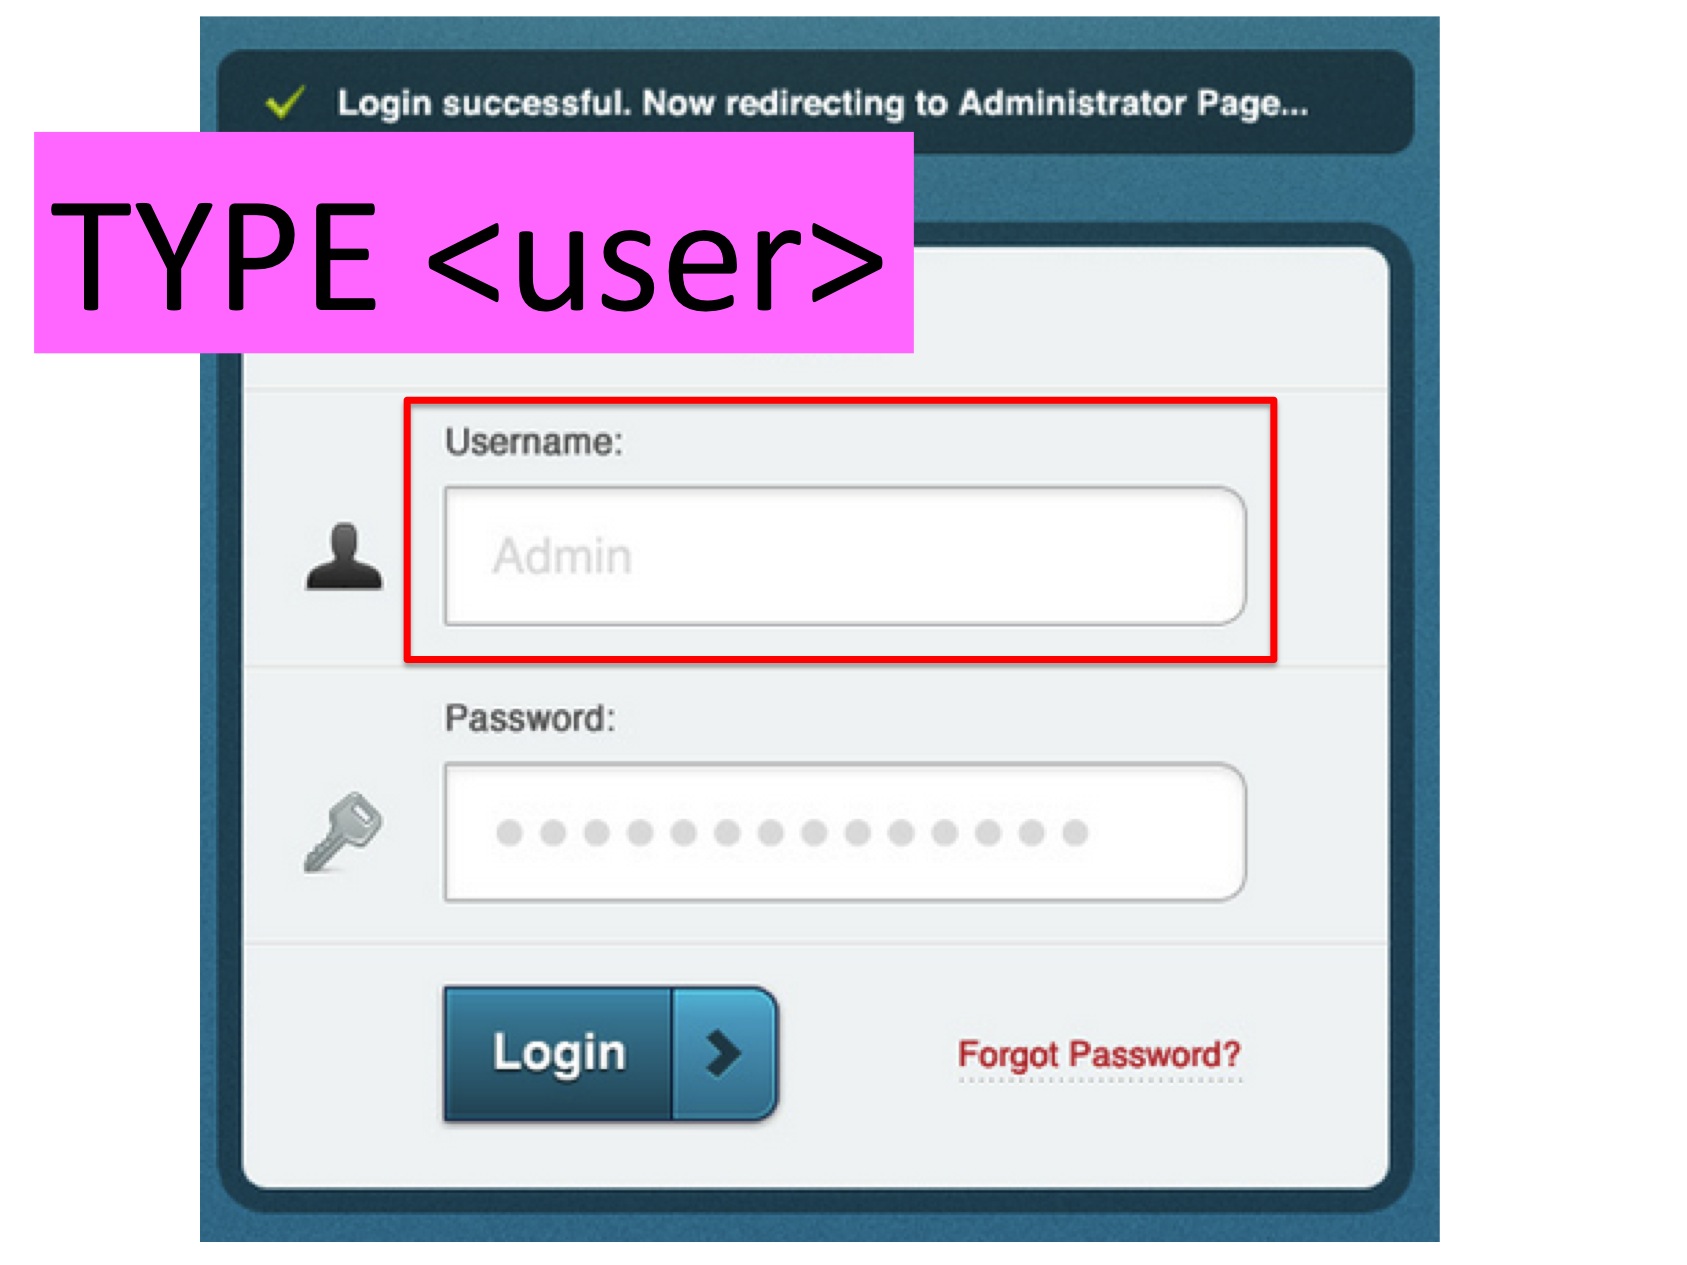 Login successful. Now redirecting to Administrator Page...
TYPE <user>
Username:
Admin
Password:
Login
Forgot Password?